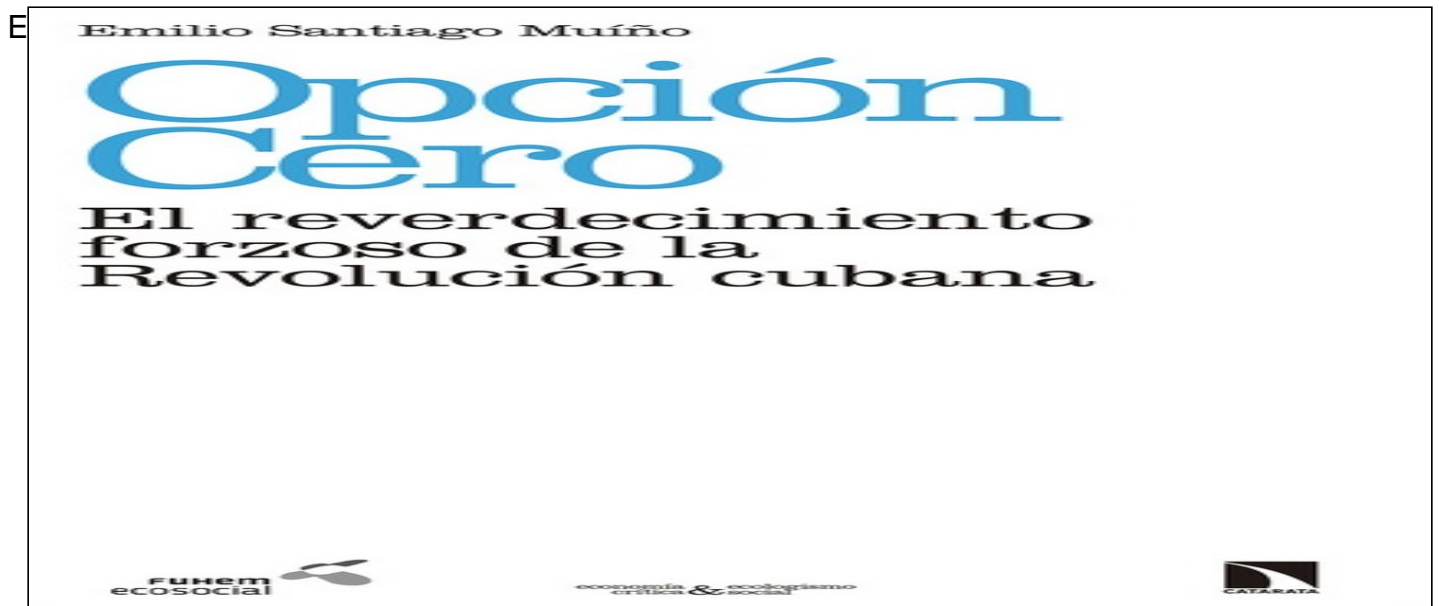 E
Emilio Santiago Muíño
Opción
Cero
El reverdecimiento
forzoso de la
Revolución cubana
FUHem
ecosocial
economía & ecologismo
crítica social
CATARATA